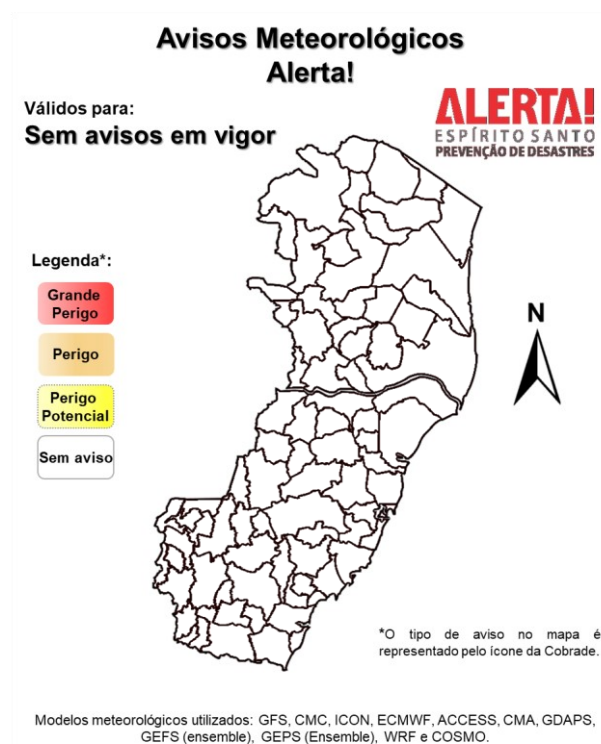 Avisos Meteorológicos
Alerta!
Válidos para:
Sem avisos em vigor
ALERTA!
ESPÍRITO SANTO
PREVENÇÃO DE DESASTRES
Legenda*:
Grande
Perigo
Perigo
Perigo
Potencial
Sem aviso
N
*O tipo de aviso no mapa é
representado pelo ícone da Cobrade.
Modelos meteorológicos utilizados: GFS, CMC, ICON, ECMWF, ACCESS, CMA, GDAPS,
GEFS (ensemble), GEPS (Ensemble), WRF e COSMO.